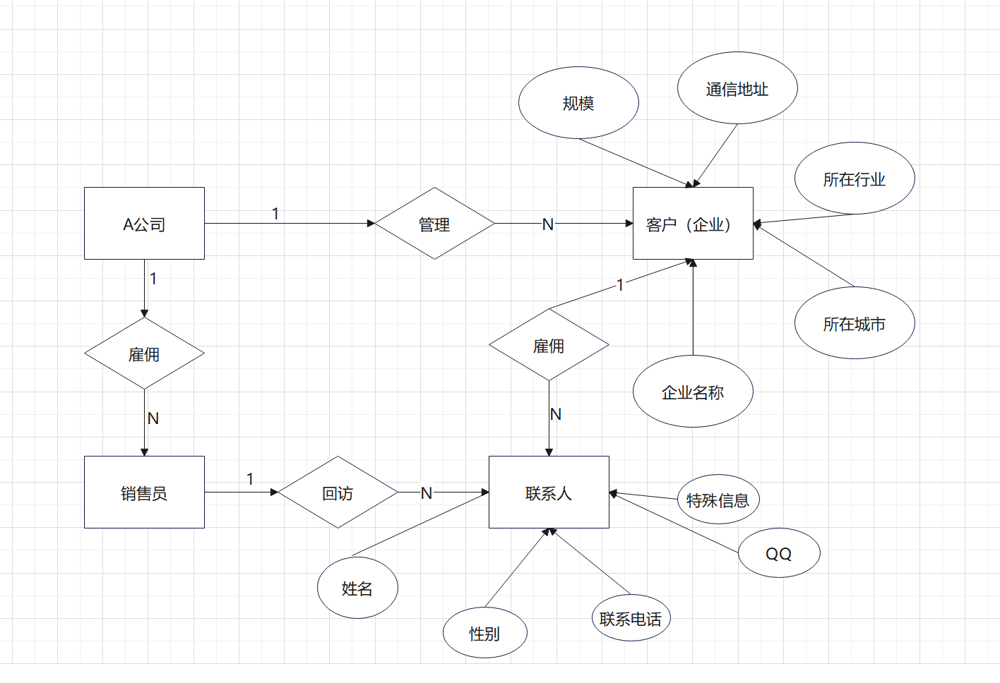 通信地址
规模
所在行业
A公司
1
管理
N
客户（企业）
1
1
所在城市
雇佣
雇佣
企业名称
N
N
销售员
1
回访
N
联系人
特殊信息
QQ
姓名
联系电话
性别